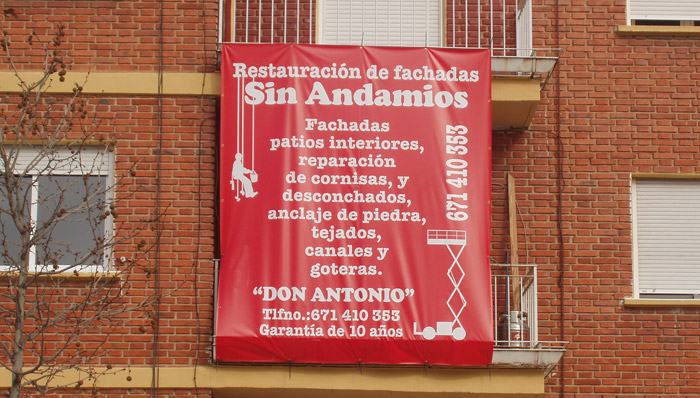 Restauración de fachadas
Sin Andamios
Fachadas
patios interiores,
reparación
de cornisas, y
desconchados,
anclaje de piedra,
tejados,
canales y
goteras.
671 410 353
"DON ANTONIO"
Tlfno.:671 410 353
Garantía de 10 años